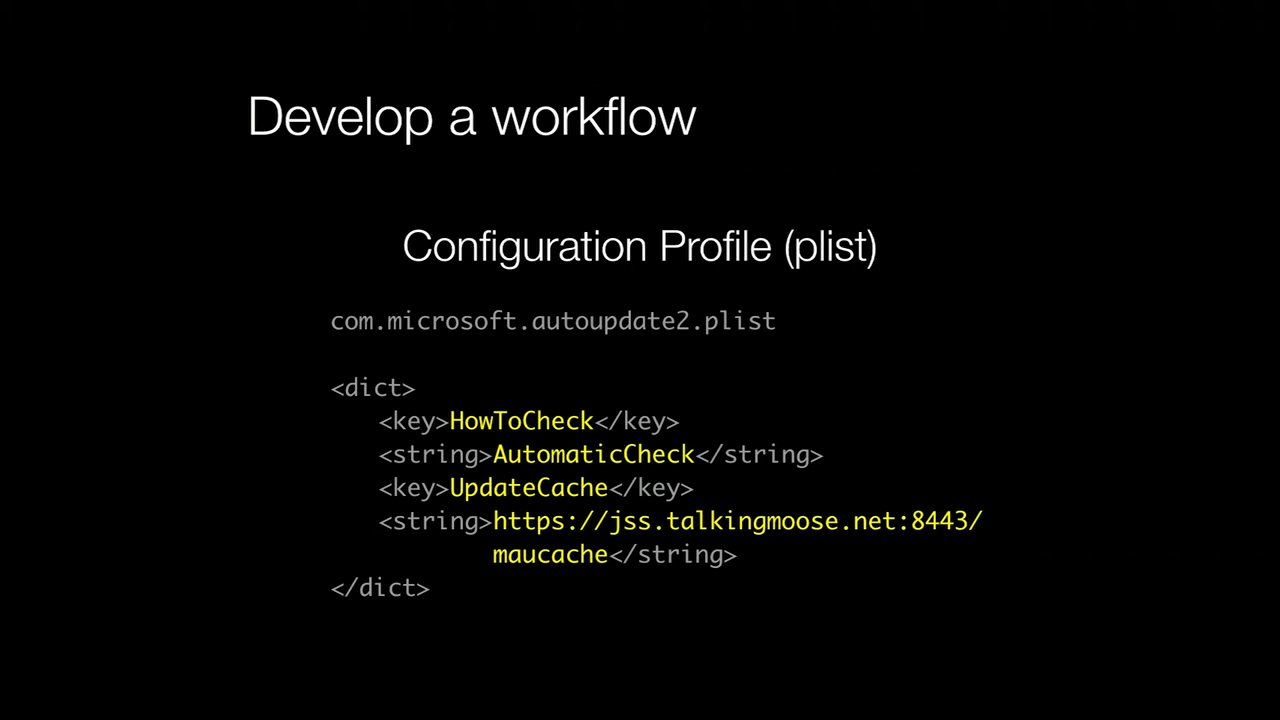 Develop a workflow
Configuration Profile (plist)
com.microsoft.autoupdate2.plist
<dict>
<key>HowToCheck</key>
<string>AutomaticCheck</string>
<key>UpdateCache</key>
<string>https://jss.talkingmoose.net:8443/
maucache</string>
</dict>